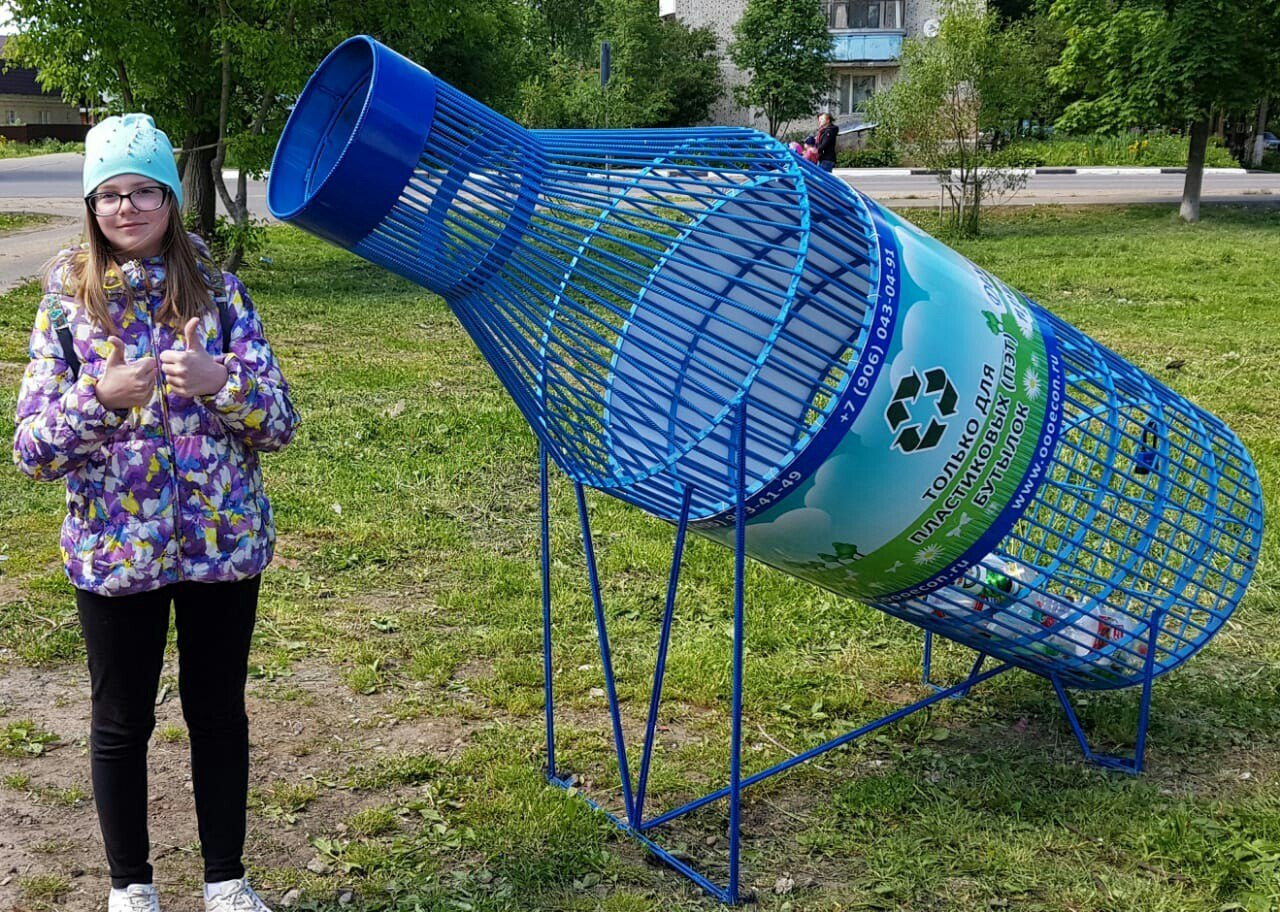 +7 (906) 043-04-91
ТОЛЬКО ДЛЯ
ПЛАСТИКОВЫХ (ПЭТ)
БУТЫЛОК
www.oooecon.ru